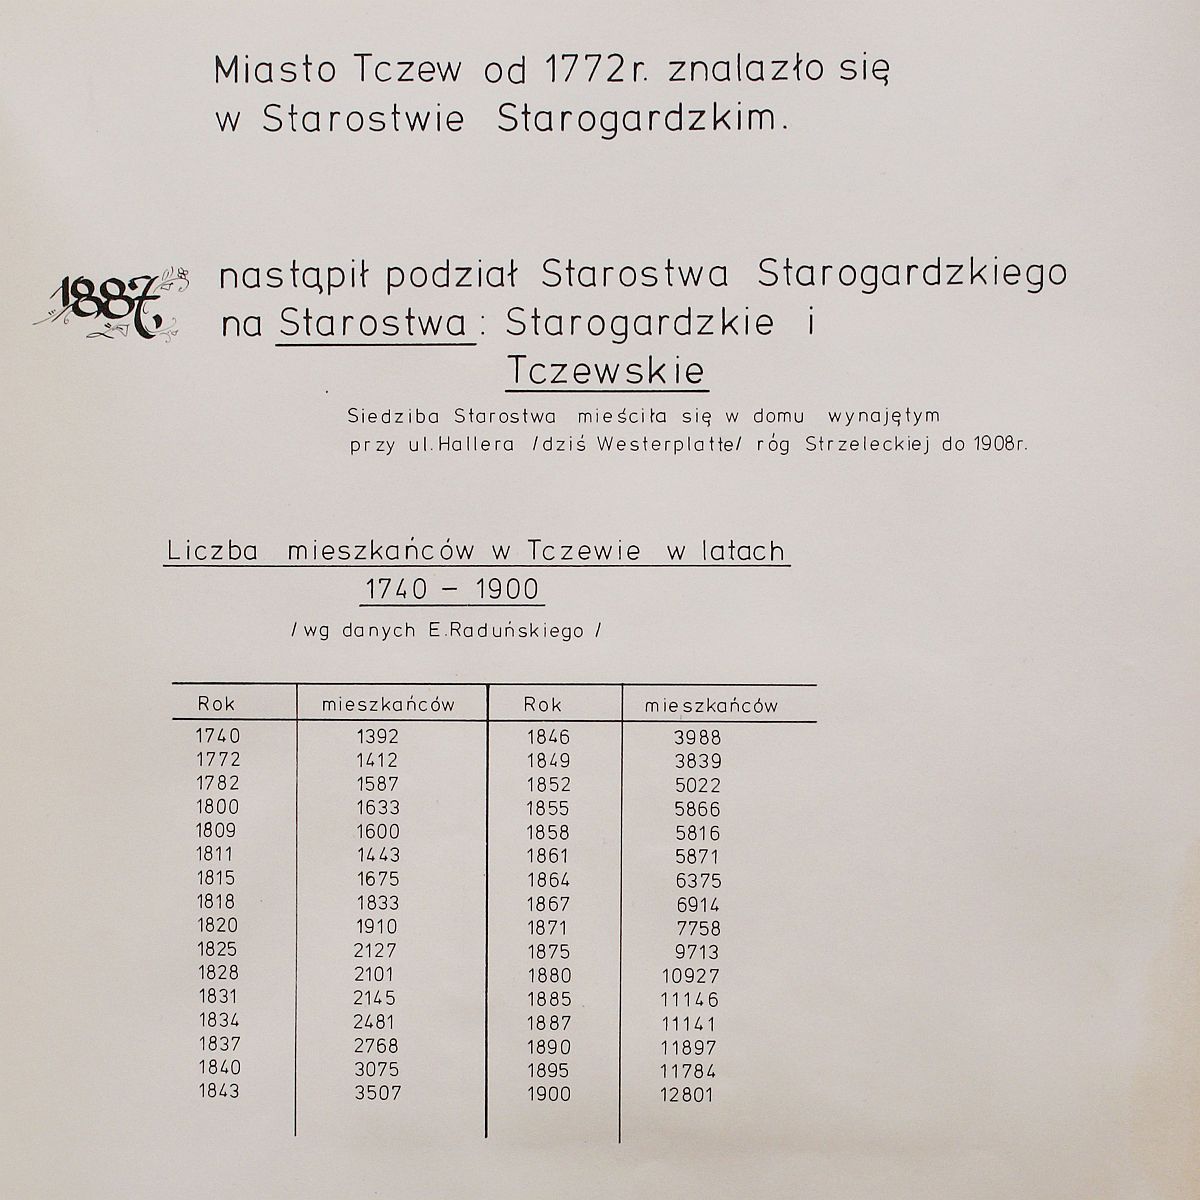 Miasto Tczew od 1772r. znalazło się
w Starostwie Starogardzkim.
1887, nastąpił podział Starostwa Starogardzkiego
na Starostwa: Starogardzkie i
Tczewskie
Siedziba Starostwa mieściła się w domu wynajętym
przy ul.Hallera /dziś Westerplatte/ róg Strzeleckiej do 1908r.
Liczba mieszkańców w Tczewie w latach
1740 – 1900
/wg danych E.Raduńskiego/
Rok mieszkańców Rok mieszkańców
1740 1392 1846 3988
1772 1412 1849 3839
1782 1587 1852 5022
1800 1633 1855 5866
1809 1600 1858 5816
1811 1443 1861 5871
1815 1675 1864 6375
1818 1833 1867 6914
1820 1910 1871 7758
1825 2127 1875 9713
1828 2101 1880 10927
1831 2145 1885 11146
1834 2481 1887 11141
1837 2768 1890 11897
1840 3075 1895 11784
1843 3507 1900 12801